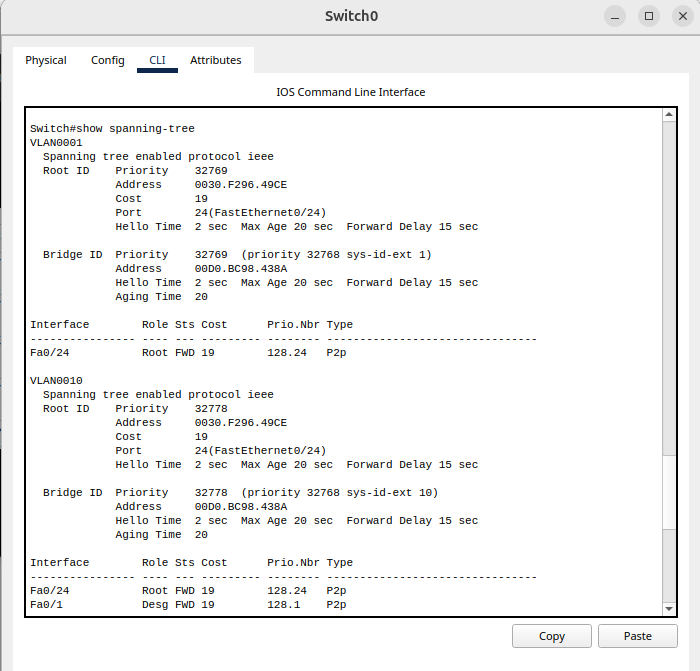 Switch0
Physical Config CLI Attributes
IOS Command Line Interface
Switch#show spanning-tree
VLAN0001
  Spanning tree enabled protocol ieee
  Root ID    Priority    32769
             Address     0030.F296.49CE
             Cost        19
             Port        24(FastEthernet0/24)
             Hello Time  2 sec  Max Age 20 sec  Forward Delay 15 sec

  Bridge ID  Priority    32769  (priority 32768 sys-id-ext 1)
             Address     00D0.BC98.438A
             Hello Time  2 sec  Max Age 20 sec  Forward Delay 15 sec
             Aging Time  20

Interface        Role Sts Cost      Prio.Nbr Type
---------------- ---- --- --------- -------- --------------------------------
Fa0/24           Root FWD 19        128.24   P2p

VLAN0010
  Spanning tree enabled protocol ieee
  Root ID    Priority    32778
             Address     0030.F296.49CE
             Cost        19
             Port        24(FastEthernet0/24)
             Hello Time  2 sec  Max Age 20 sec  Forward Delay 15 sec

  Bridge ID  Priority    32778  (priority 32768 sys-id-ext 10)
             Address     00D0.BC98.438A
             Hello Time  2 sec  Max Age 20 sec  Forward Delay 15 sec
             Aging Time  20

Interface        Role Sts Cost      Prio.Nbr Type
---------------- ---- --- --------- -------- --------------------------------
Fa0/24           Root FWD 19        128.24   P2p
Fa0/1            Desg FWD 19        128.1    P2p
Copy Paste